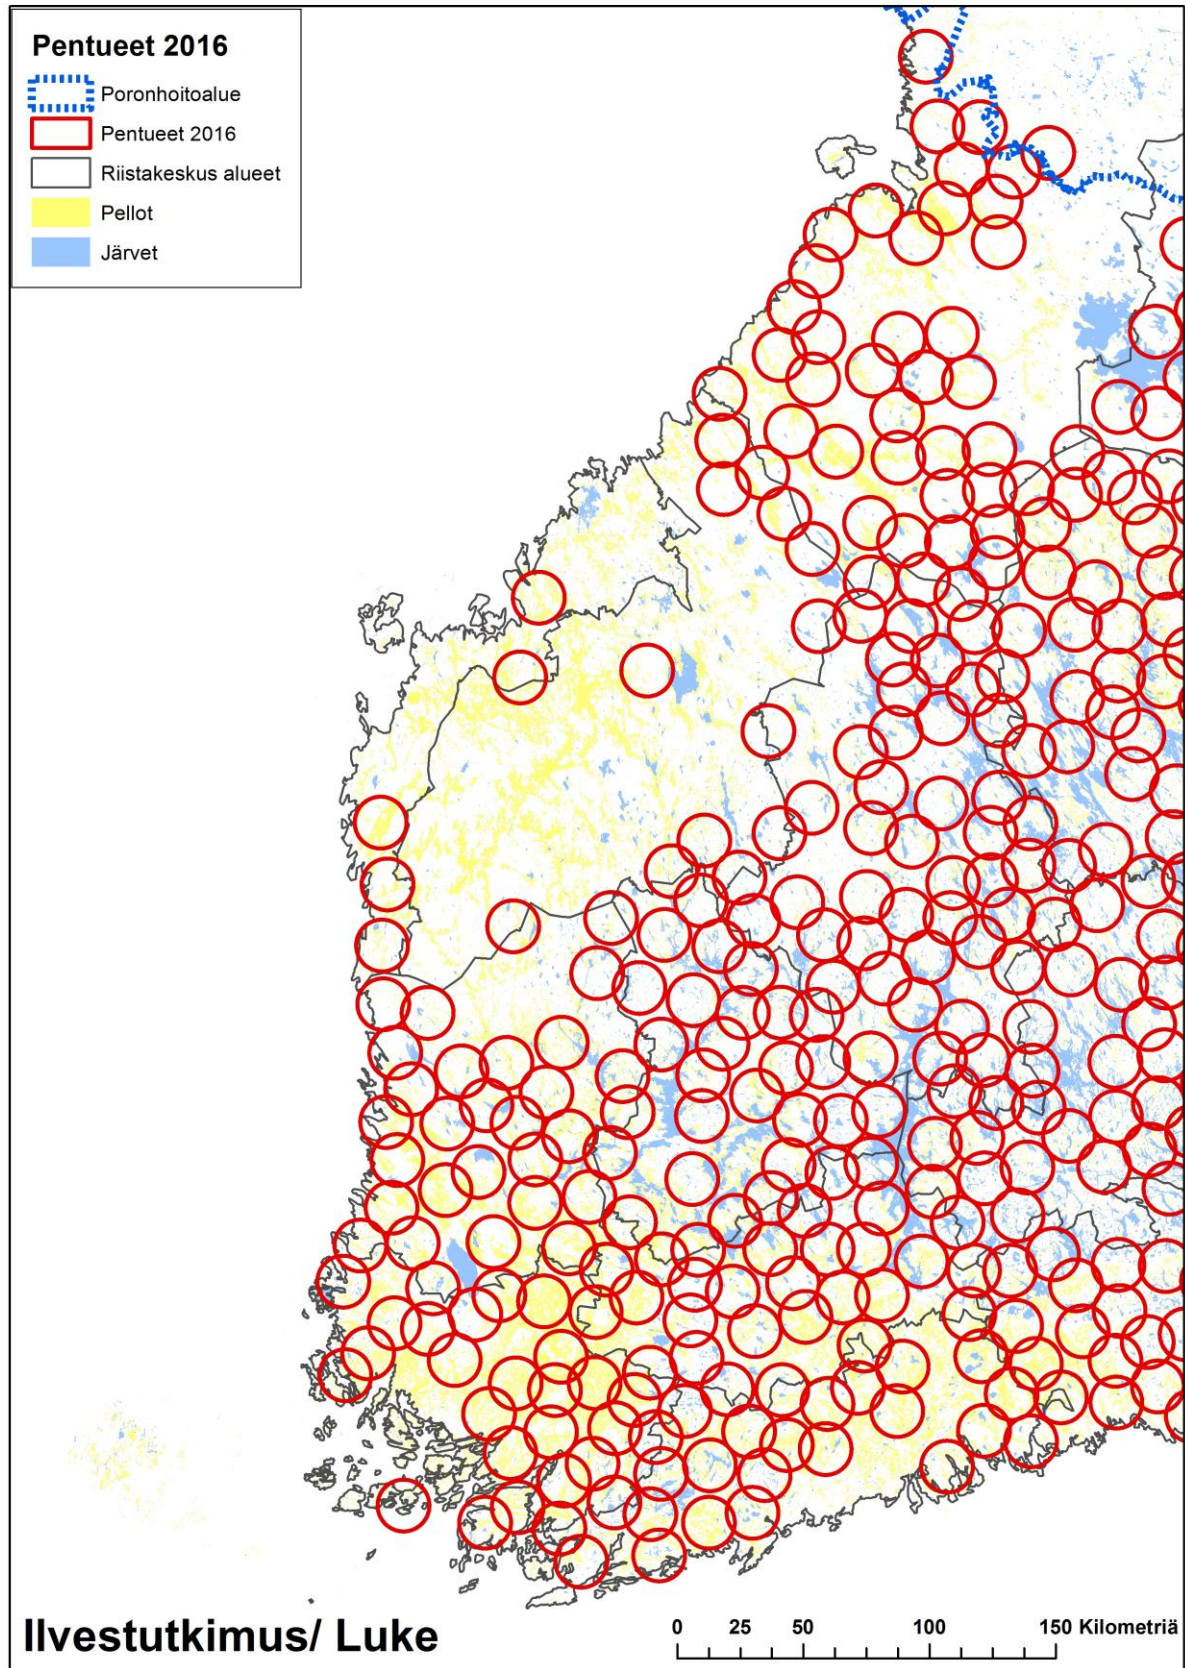 Pentueet 2016
Poronhoitoalue
Pentueet 2016
Riistakeskus alueet
Pellot
Järvet
Ilvestutkimus/ Luke
0 25 50 100 150 Kilometriä